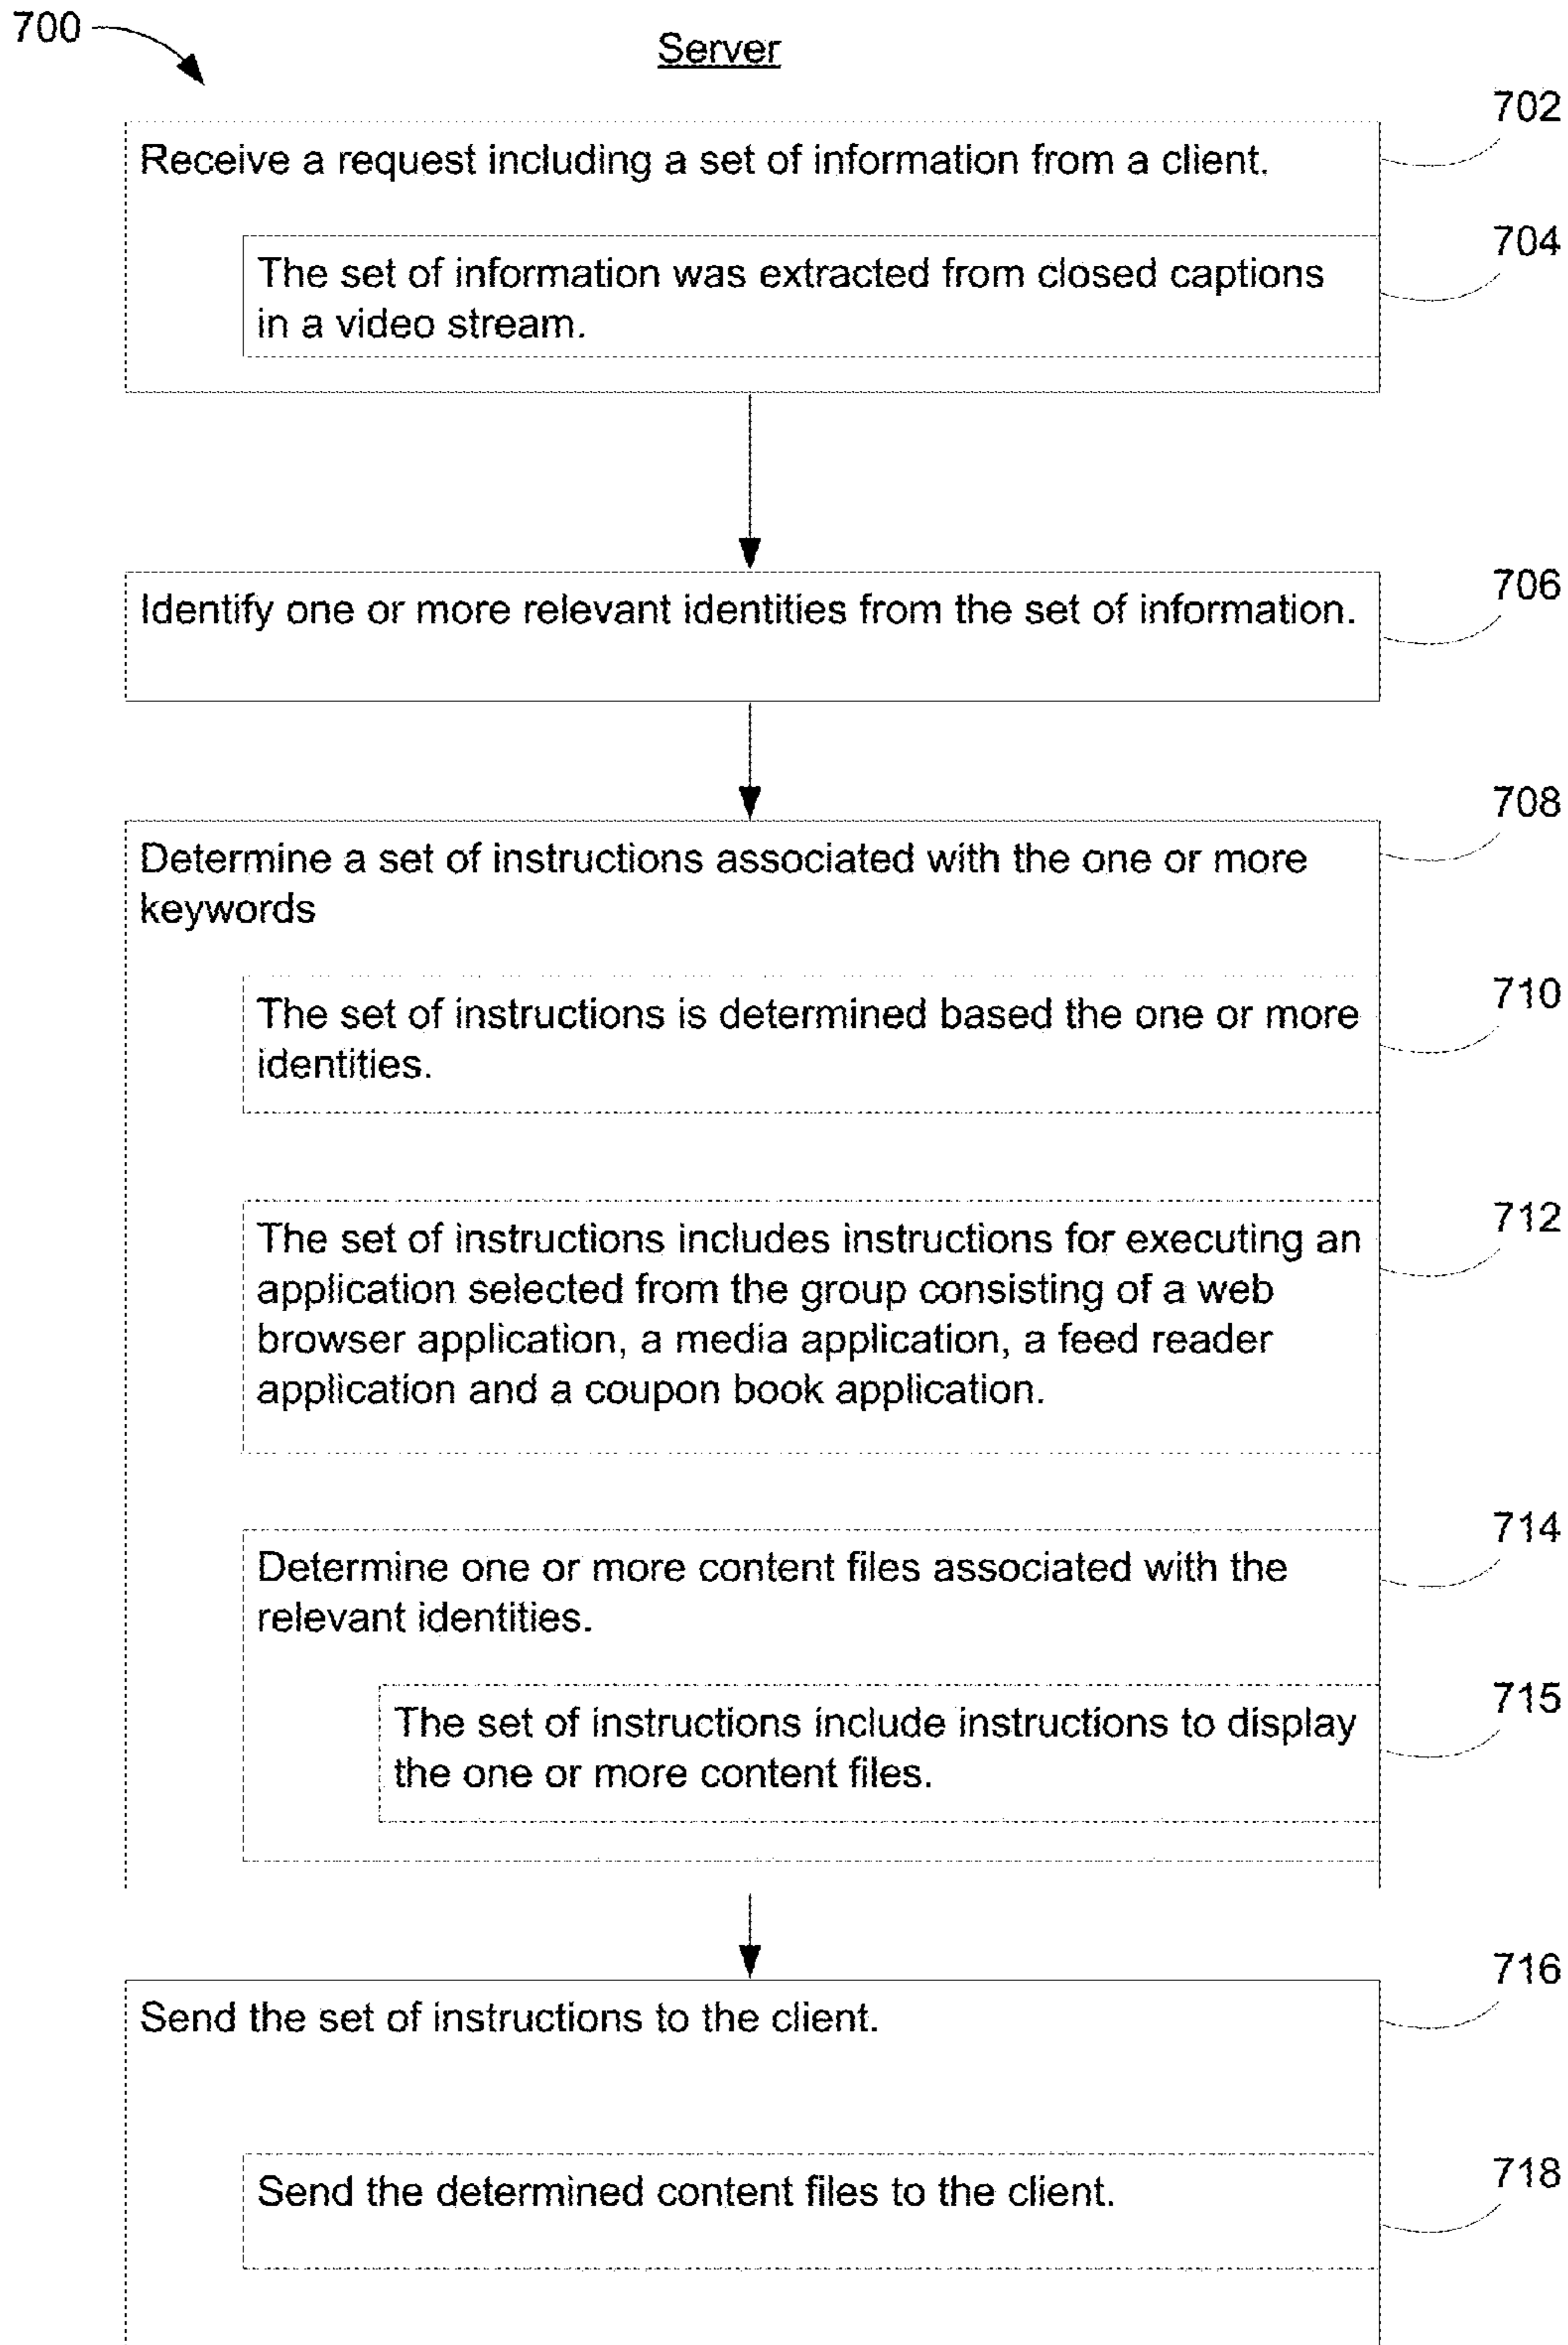 700
Server
702
Receive a request including a set of information from a client.
704
The set of information was extracted from closed captions
in a video stream.
706
Identify one or more relevant identities from the set of information.
708
Determine a set of instructions associated with the one or more
keywords
710
The set of instructions is determined based the one or more
identities.
712
The set of instructions includes instructions for executing an
application selected from the group consisting of a web
browser application, a media application, a feed reader
application and a coupon book application.
714
Determine one or more content files associated with the
relevant identities.
715
The set of instructions include instructions to display
the one or more content files.
716
Send the set of instructions to the client.
718
Send the determined content files to the client.